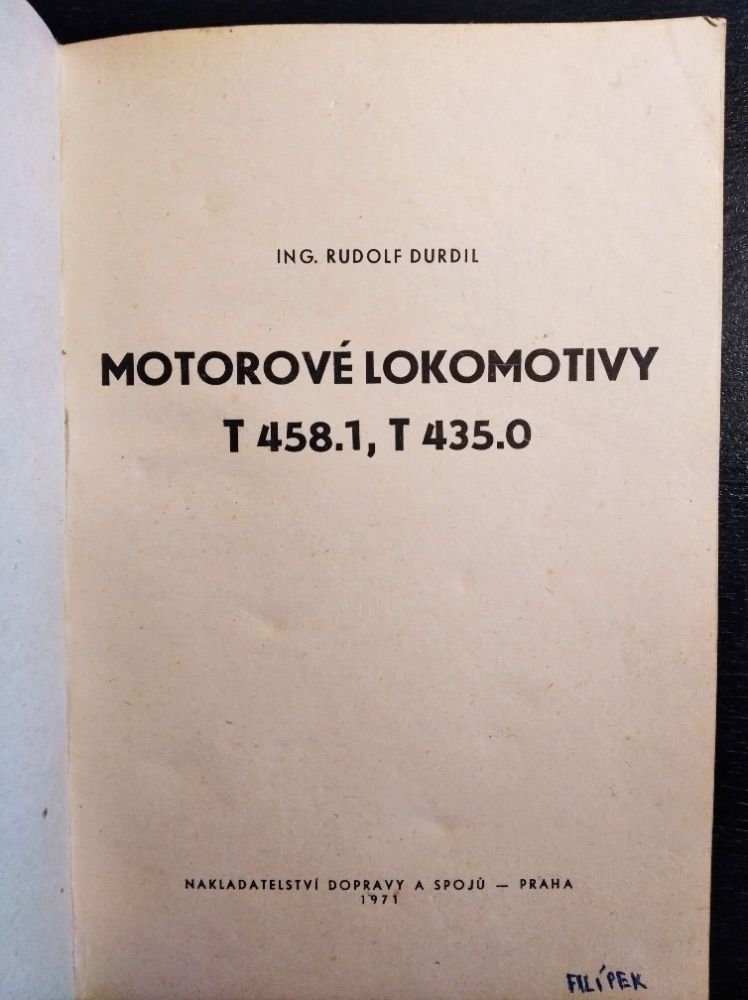 ING. RUDOLF DURDIL
MOTOROVÉ LOKOMOTIVY
T 458.1, T 435.0
NAKLADATELSTVÍ DOPRAVY A SPOJŮ — PRAHA
1971
FILÍPEK